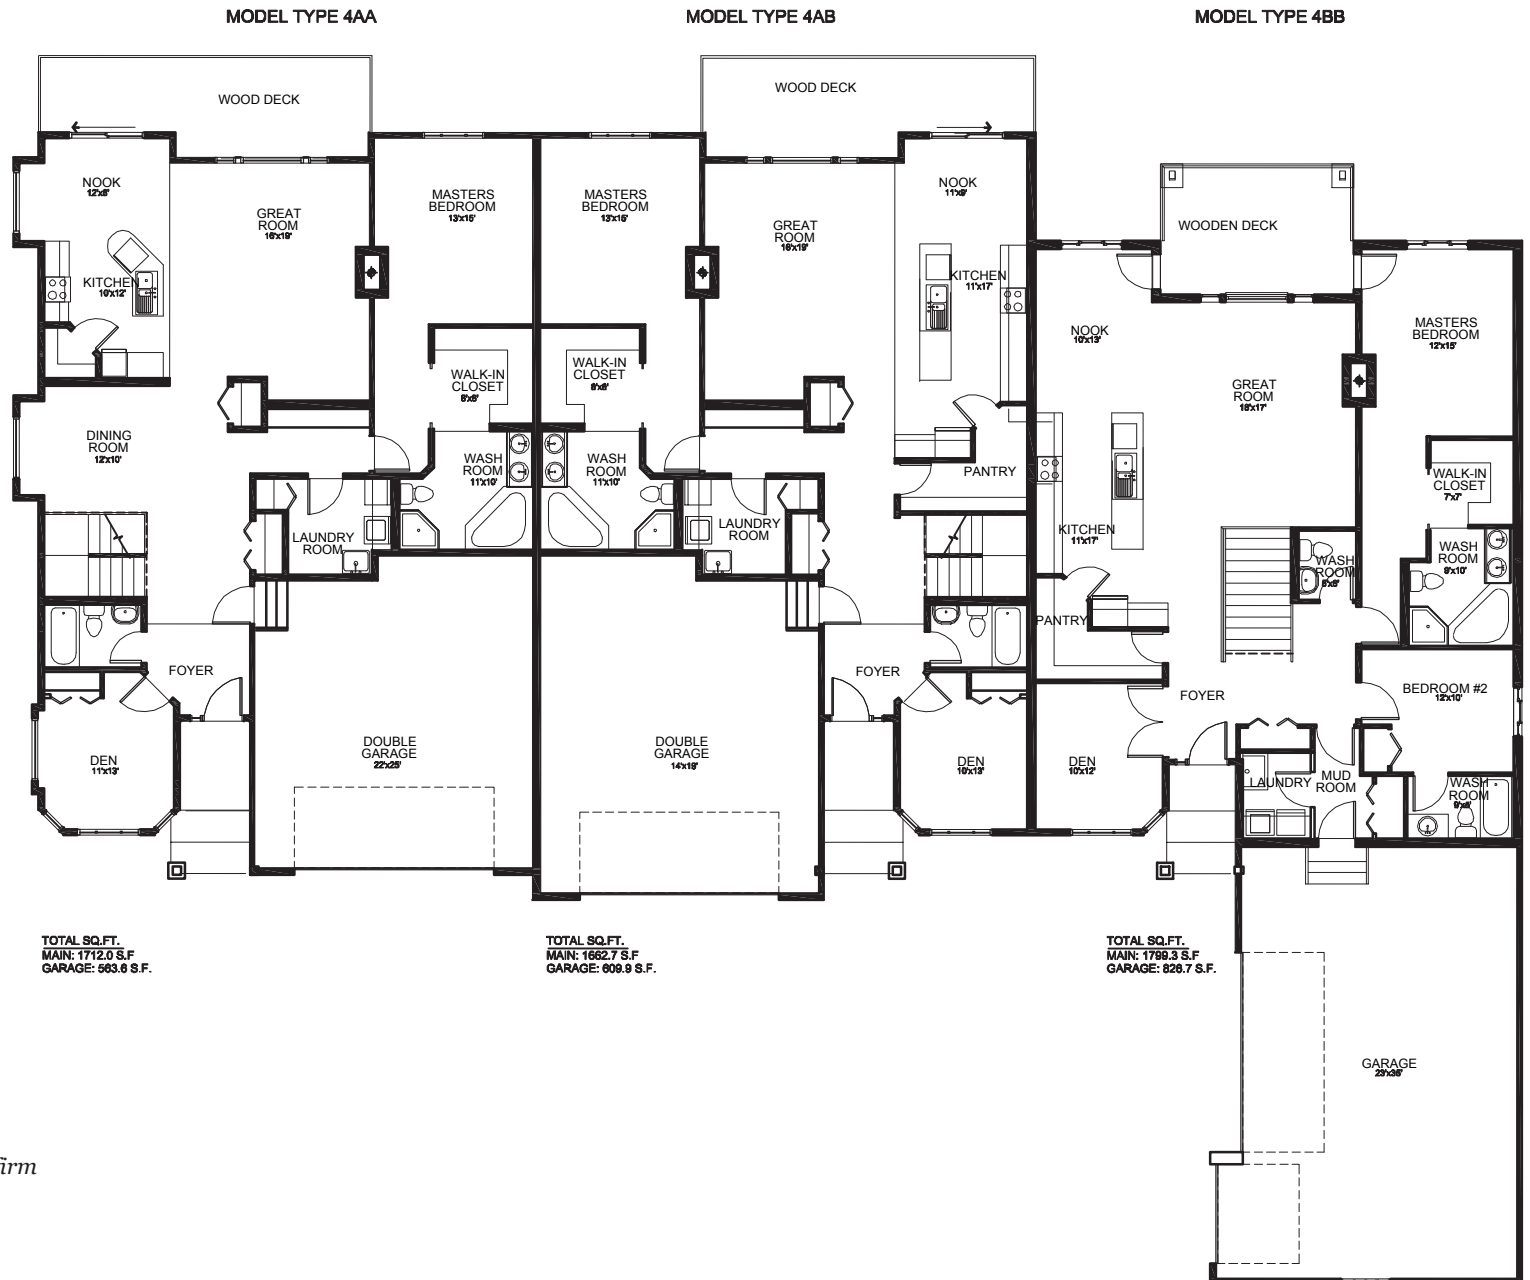 MODEL TYPE 4AA
MODEL TYPE 4AB
MODEL TYPE 4BB
WOOD DECK
NOOK
12'x8'
GREAT
ROOM
16'x19'
MASTERS
BEDROOM
13'x15'
KITCHEN
10'x12'
WALK-IN
CLOSET
DINING
ROOM
12'x10'
WASH
ROOM
11'x10'
LAUNDRY
ROOM
FOYER
DEN
11'x13'
DOUBLE
GARAGE
22'x25'
TOTAL SQ.FT.
MAIN: 1712.0 S.F
GARAGE: 563.6 S.F.
WOOD DECK
MASTERS
BEDROOM
13'x15'
GREAT
ROOM
NOOK
11'x9'
KITCHEN
11'x17'
WALK-IN
CLOSET
WASH
ROOM
11'x10'
PANTRY
LAUNDRY
ROOM
FOYER
DOUBLE
GARAGE
14'x19'
DEN
10'x13'
TOTAL SQ.FT.
MAIN: 1662.7 S.F
GARAGE: 609.9 S.F.
WOODEN DECK
NOOK
10'x13'
MASTERS
BEDROOM
12'x15'
GREAT
ROOM
18'x17'
WALK-IN
CLOSET
7'x7'
KITCHEN
11'x17'
WASH
ROOM
WASH
ROOM
9'x10'
PANTRY
FOYER
BEDROOM #2
12'x10'
DEN
10'x12'
LAUNDRY
MUD
ROOM
WASH
ROOM
TOTAL SQ.FT.
MAIN: 1799.3 S.F
GARAGE: 826.7 S.F.
GARAGE
23'x36'
firm